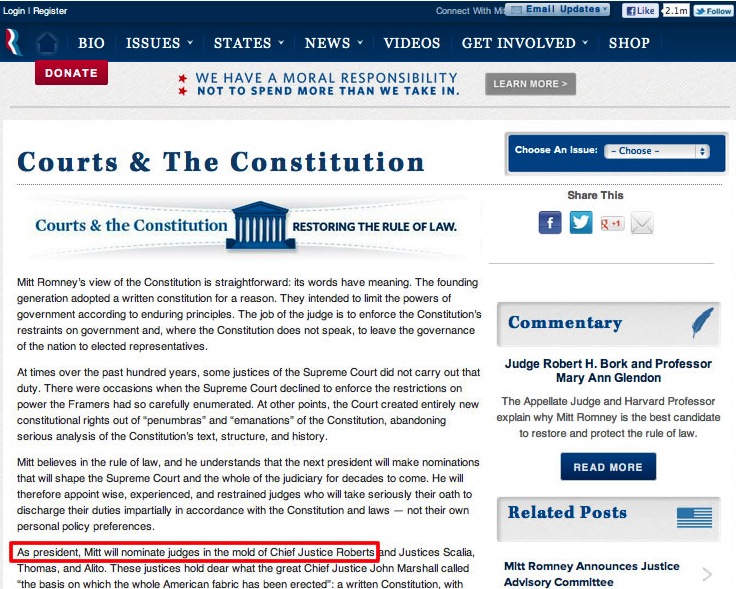 Login | Register
Connect With Mi
Email Updates
Like
2.1m
Follow
BIO
ISSUES
STATES
NEWS
VIDEOS
GET INVOLVED
SHOP
DONATE
WE HAVE A MORAL RESPONSIBILITY
NOT TO SPEND MORE THAN WE TAKE IN.
LEARN MORE >
Courts & The Constitution
Courts & the Constitution
RESTORING THE RULE OF LAW.
Mitt Romney's view of the Constitution is straightforward: its words have meaning. The founding
generation adopted a written constitution for a reason. They intended to limit the powers of
government according to enduring principles. The job of the judge is to enforce the Constitution's
restraints on government and, where the Constitution does not speak, to leave the governance
of the nation to elected representatives.
At times over the past hundred years, some justices of the Supreme Court did not carry out that
duty. There were occasions when the Supreme Court declined to enforce the restrictions on
power the Framers had so carefully enumerated. At other points, the Court created entirely new
constitutional rights out of “penumbras” and “emanations” of the Constitution, abandoning
serious analysis of the Constitution's text, structure, and history.
Mitt believes in the rule of law, and he understands that the next president will make nominations
that will shape the Supreme Court and the whole of the judiciary for decades to come. He will
therefore appoint wise, experienced, and restrained judges who will take seriously their oath to
discharge their duties impartially in accordance with the Constitution and laws — not their own
personal policy preferences.
As president, Mitt will nominate judges in the mold of Chief Justice Roberts and Justices Scalia,
Thomas, and Alito. These justices hold dear what the great Chief Justice John Marshall called
“the basis on which the whole American fabric has been erected”: a written Constitution, with
Choose An Issue:
– Choose –
Share This
f
g +1
Commentary
Judge Robert H. Bork and Professor
Mary Ann Glendon
The Appellate Judge and Harvard Professor
explain why Mitt Romney is the best candidate
to restore and protect the rule of law.
READ MORE
Related Posts
Mitt Romney Announces Justice
Advisory Committee